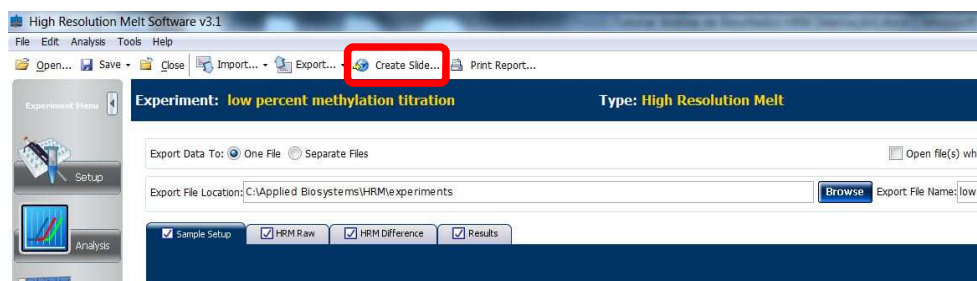 High Resolution Melt Software v3.1
File Edit Analysis Tools Help
Open... Save Close Import... Export... Create Slide... Print Report...
Experiment Menu
Experiment: low percent methylation titration Type: High Resolution Melt
Export Data To: One File Separate Files Open file(s) wh
Setup
Export File Location: C:\Applied Biosystems\HRM\experiments Browse Export File Name: low
Sample Setup HRM Raw HRM Difference Results
Analysis